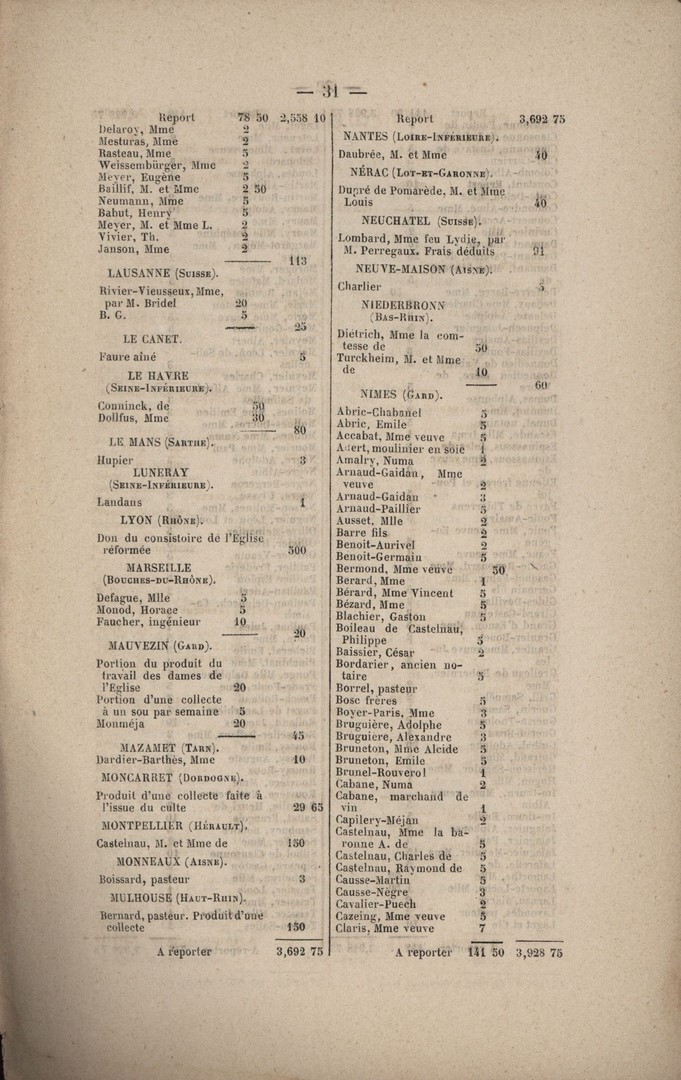 — 31 —
Report 78 50 2,558 10
Delaroy, Mme 2
Mesturas, Mme 2
Rasteau, Mme 5
Weissembürger, Mme 2
Meyer, Eugène 5
Baillif, M. et Mme 2 50
Neumann, Mme 5
Babut, Henry 5
Meyer, M. et Mme L. 2
Vivier, Th. 2
Janson, Mme 2
113
LAUSANNE (Suisse).
Rivier-Vieusseux, Mme,
par M. Bridel 20
B. G. 5
25
LE CANET.
Faure aîné 5
LE HAVRE
(Seine-Inférieure).
Conninck, de 50
Dollfus, Mme 30
80
LE MANS (Sarthe).
Hupier 3
LUNERAY
(Seine-Inférieure).
Landans 1
LYON (Rhône).
Don du consistoire de l'Église
réformée 500
MARSEILLE
(Bouches-du-Rhône).
Defague, Mlle 5
Monod, Horace 5
Faucher, ingénieur 10
20
MAUVEZIN (Gard).
Portion du produit du
travail des dames de
l'Eglise 20
Portion d'une collecte
à un sou par semaine 5
Monméja 20
45
MAZAMET (Tarn).
Dardier-Barthès, Mme 10
MONCARRET (Dordogne).
Produit d'une collecte faite à
l'issue du culte 29 65
MONTPELLIER (Hérault).
Castelnau, M. et Mme de 150
MONNEAUX (Aisne).
Boissard, pasteur 3
MULHOUSE (Haut-Rhin).
Bernard, pasteur. Produit d'une
collecte 150
A reporter 3,692 75
Report 3,692 75
NANTES (Loire-Inférieure).
Daubrée, M. et Mme 40
NÉRAC (Lot-et-Garonne).
Dupré de Pomarède, M. et Mme
Louis 40
NEUCHATEL (Suisse).
Lombard, Mme feu Lydie, par
M. Perregaux. Frais déduits 91
NEUVE-MAISON (Aisne).
Charlier 5
NIEDERBRONN
(Bas-Rhin).
Diétrich, Mme la com-
tesse de 50
Turckheim, M. et Mme
de 10
60
NIMES (Gard).
Abric-Chabanel 5
Abric, Emile 5
Accabat, Mme veuve 5
Adert, moulinier en soie 1
Amalry, Numa 2
Arnaud-Gaidan, Mme
veuve 2
Arnaud-Gaidan 3
Arnaud-Paillier 5
Ausset, Mlle 2
Barre fils 2
Benoit-Aurivel 2
Benoit-Germain 5
Bermond, Mme veuve 50
Berard, Mme 1
Bérard, Mme Vincent 5
Bézard, Mme 5
Blachier, Gaston 5
Boileau de Castelnau,
Philippe 5
Baissier, César 2
Bordarier, ancien no-
taire 5
Borrel, pasteur
Bosc frères 5
Boyer-Paris, Mme 3
Bruguière, Adolphe 5
Bruguiere, Alexandre 3
Bruneton, Mme Alcide 5
Bruneton, Emile 5
Brunel-Rouverol 1
Cabane, Numa 2
Cabane, marchand de
vin 1
Capilery-Méjan 2
Castelnau, Mme la ba-
ronne A. de 5
Castelnau, Charles de 5
Castelnau, Raymond de 5
Causse-Martin 5
Causse-Nègre 3
Cavalier-Puech 2
Cazeing, Mme veuve 5
Claris, Mme veuve 7
A reporter 141 50 3,928 75